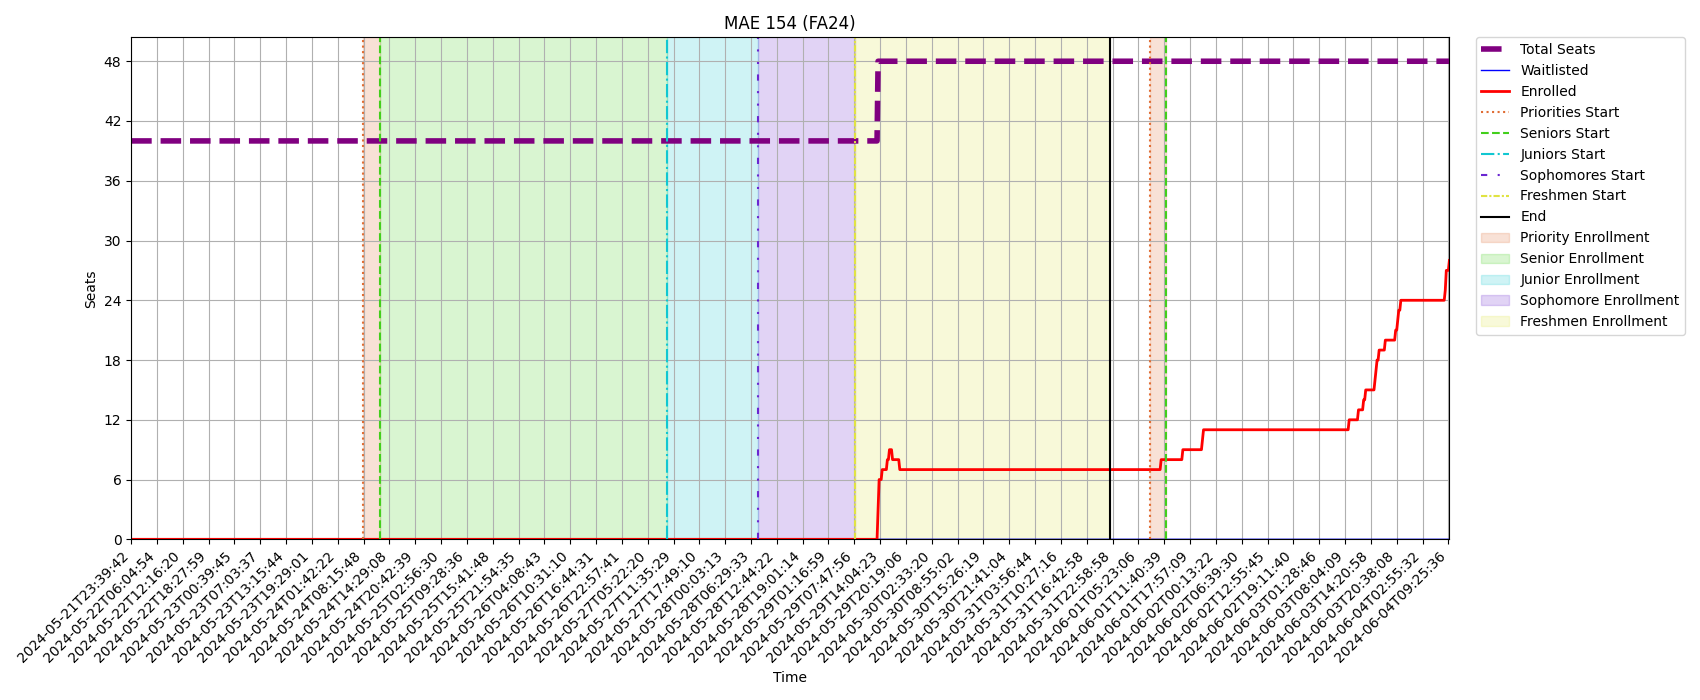 MAE 154 (FA24)
Total Seats
Waitlisted
Enrolled
Priorities Start
Seniors Start
Juniors Start
Sophomores Start
Freshmen Start
End
Priority Enrollment
Senior Enrollment
Junior Enrollment
Sophomore Enrollment
Freshmen Enrollment
Seats
48
42
36
30
24
18
12
6
0
2024-05-21T23:39:42
2024-05-22T06:04:54
2024-05-22T12:16:20
2024-05-22T18:27:59
2024-05-23T00:39:45
2024-05-23T07:03:37
2024-05-23T13:15:44
2024-05-23T19:29:01
2024-05-24T01:42:22
2024-05-24T08:15:48
2024-05-24T14:29:08
2024-05-24T20:42:39
2024-05-25T02:56:30
2024-05-25T09:28:36
2024-05-25T15:41:48
2024-05-25T21:54:35
2024-05-26T04:08:43
2024-05-26T10:31:10
2024-05-26T16:44:31
2024-05-26T22:57:41
2024-05-27T05:22:20
2024-05-27T11:35:29
2024-05-27T17:49:10
2024-05-28T00:03:13
2024-05-28T06:29:33
2024-05-28T12:44:22
2024-05-28T19:01:14
2024-05-29T01:16:59
2024-05-29T07:47:56
2024-05-29T14:04:23
2024-05-29T20:19:06
2024-05-30T02:33:20
2024-05-30T08:55:02
2024-05-30T15:26:19
2024-05-30T21:41:04
2024-05-31T03:56:44
2024-05-31T10:27:16
2024-05-31T16:42:58
2024-05-31T22:58:58
2024-06-01T05:23:06
2024-06-01T11:40:39
2024-06-01T17:57:09
2024-06-02T00:13:22
2024-06-02T06:39:30
2024-06-02T12:55:45
2024-06-02T19:11:40
2024-06-03T01:28:46
2024-06-03T08:04:09
2024-06-03T14:20:58
2024-06-03T20:38:08
2024-06-04T02:55:32
2024-06-04T09:25:36
Time